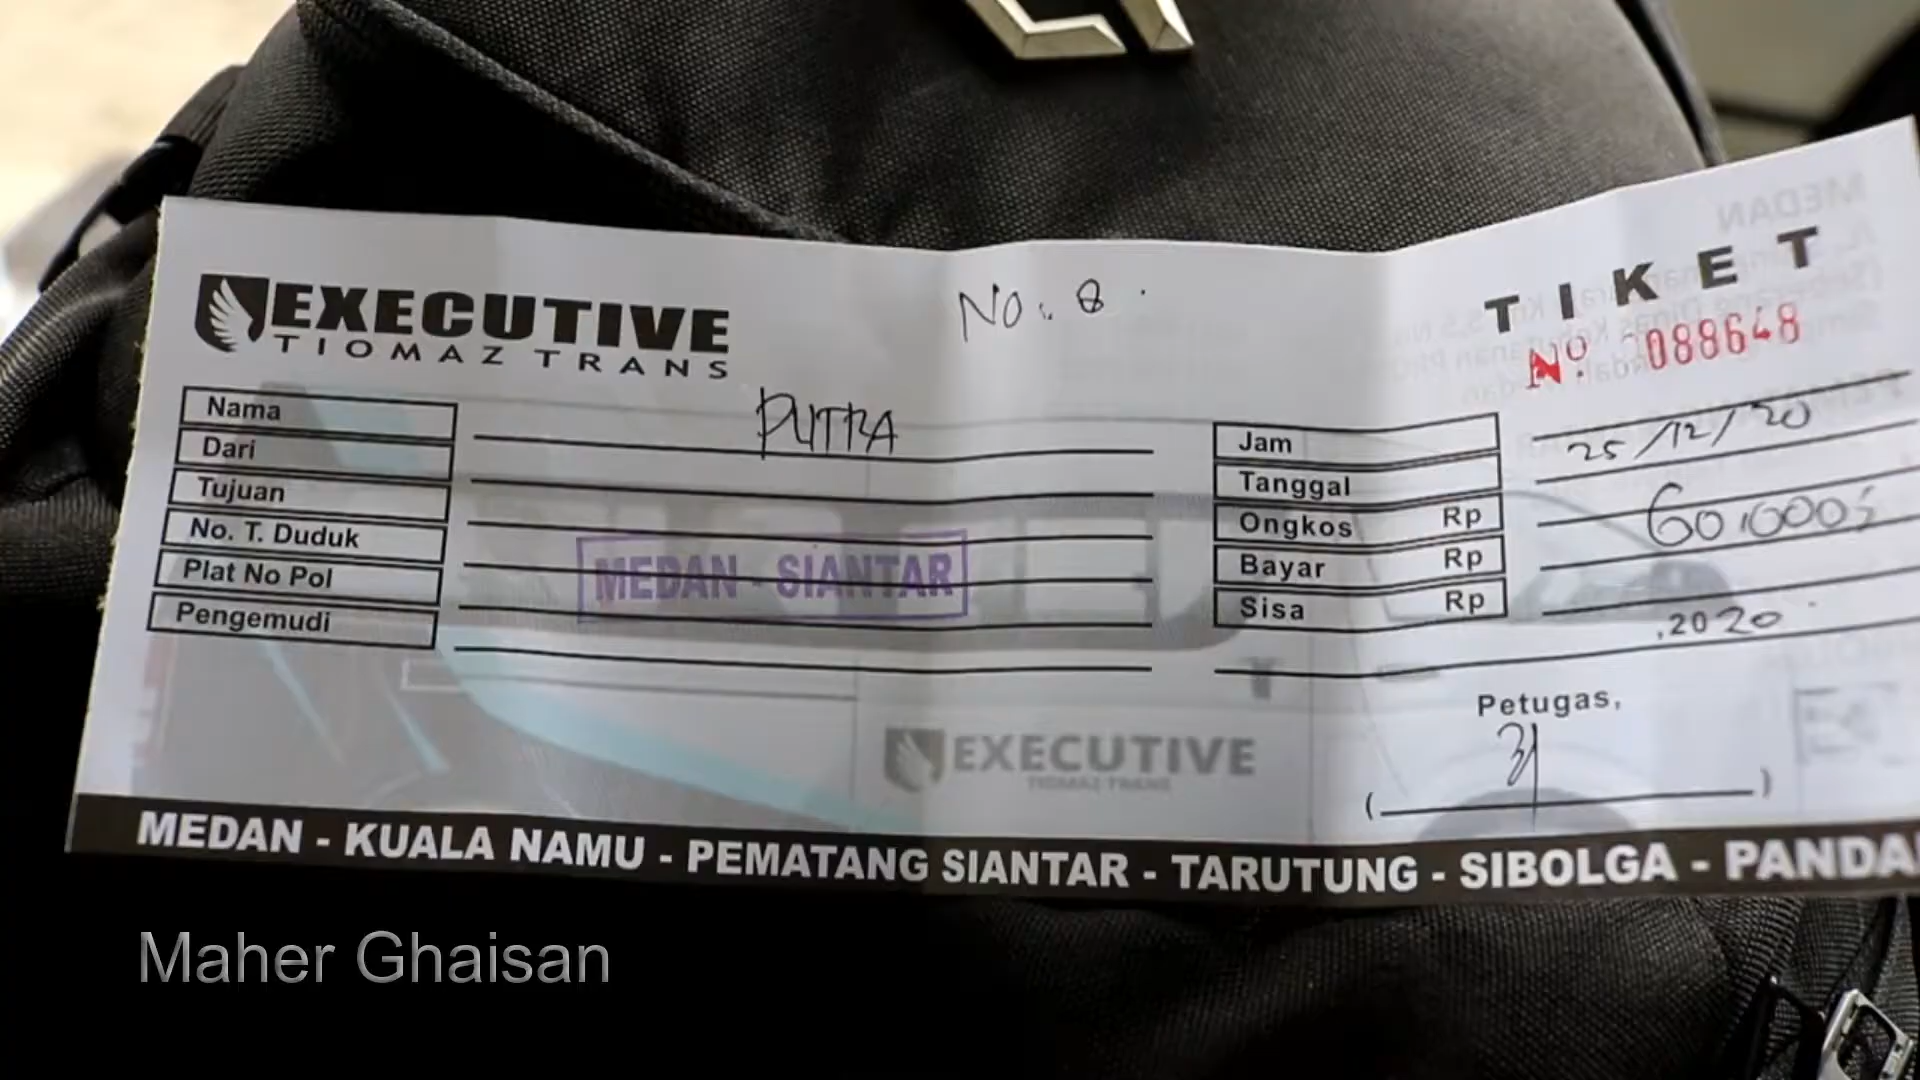 EXECUTIVE
TIOMAZ TRANS
No. 8
TIKET
No. 088648
Nama PUTRA
Dari
Tujuan
No. T. Duduk
Plat No Pol
Pengemudi
MEDAN - SIANTAR
Jam
25/12/20
Tanggal
Ongkos Rp 60.000
Bayar Rp
Sisa Rp
,2020
Petugas,
EXECUTIVE
TIOMAZ TRANS
MEDAN - KUALA NAMU - PEMATANG SIANTAR - TARUTUNG - SIBOLGA -
Maher Ghaisan